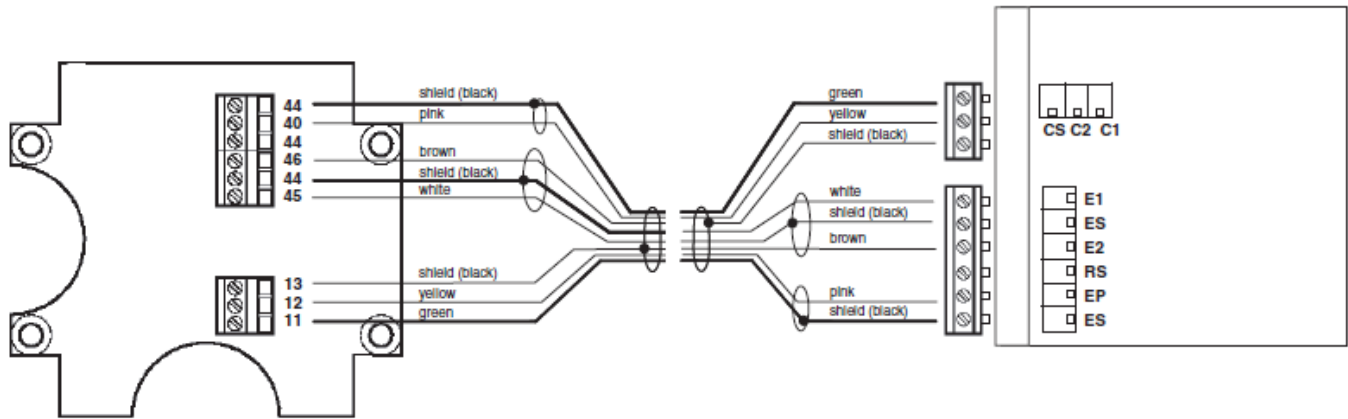 44 shield (black)
40 pink
44
46 brown
44 shield (black)
45 white
13 shield (black)
12 yellow
11 green
green
yellow
shield (black)
white
shield (black)
brown
pink
shield (black)
CS C2 C1
E1
ES
E2
RS
EP
ES